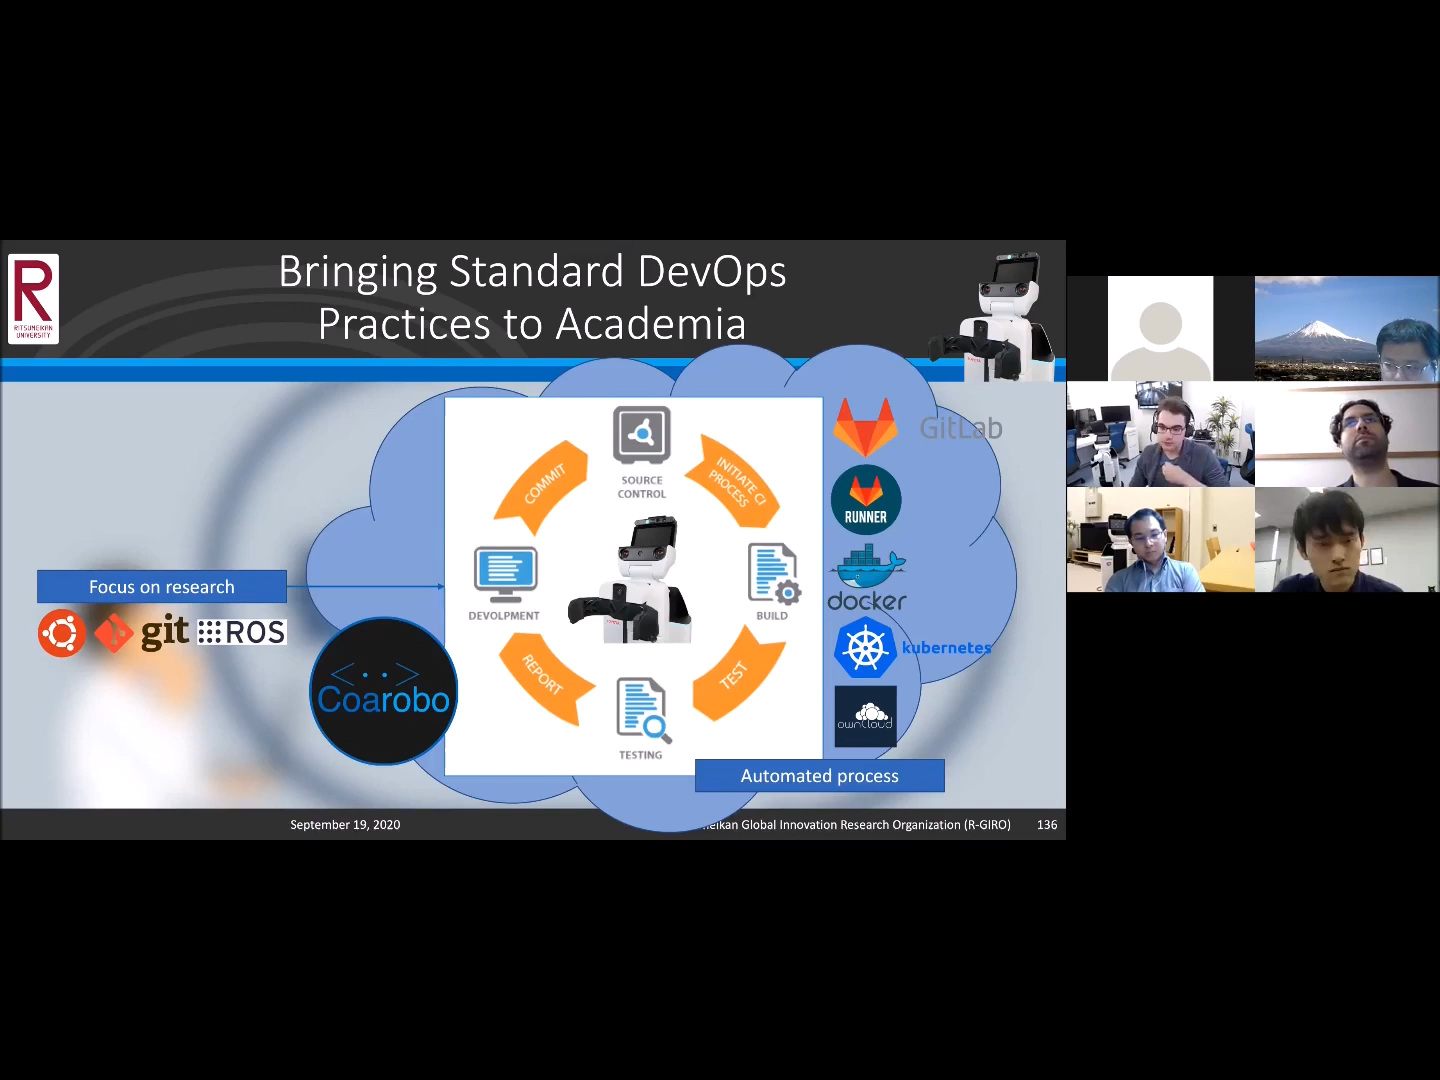 Bringing Standard DevOps
Practices to Academia
R
RITSUMEIKAN
UNIVERSITY
SOURCE
CONTROL
COMMIT
INITIATE CI
PROCESS
GitLab
RUNNER
DEVOLPMENT
BUILD
docker
Focus on research
git
ROS
kubernetes
<··>
Coarobo
REPORT
TEST
ownCloud
TESTING
Automated process
September 19, 2020
Global Innovation Research Organization (R-GIRO)
136